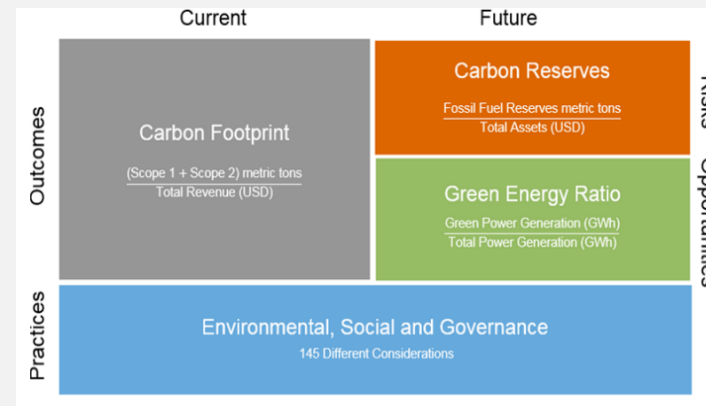 Current
Future
Outcomes
Carbon Footprint
(Scope 1 + Scope 2) metric tons
Total Revenue (USD)
Carbon Reserves
Fossil Fuel Reserves metric tons
Total Assets (USD)
Risks
Green Energy Ratio
Green Power Generation (GWh)
Total Power Generation (GWh)
Opportunities
Practices
Environmental, Social and Governance
145 Different Considerations